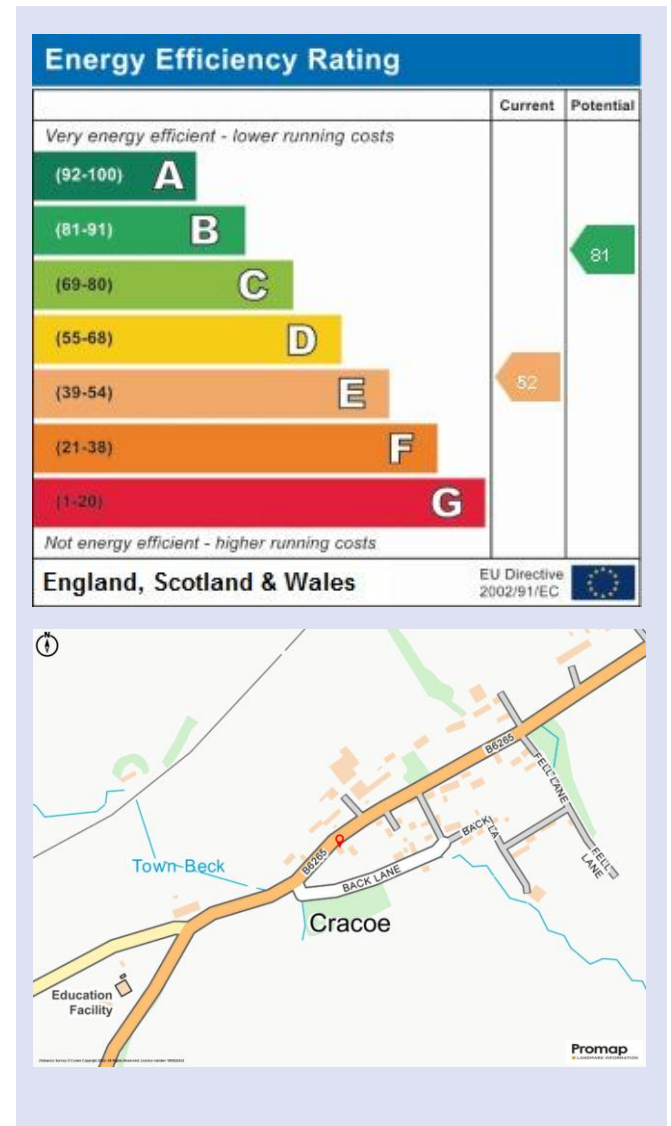 Energy Efficiency Rating
Current Potential
Very energy efficient - lower running costs
(92-100) A
(81-91) B
81
(69-80) C
(55-68) D
(39-54) E
52
(21-38) F
(1-20) G
Not energy efficient - higher running costs
England, Scotland & Wales
EU Directive
2002/91/EC
N
B6265
FELL LANE
BACK LA
FELL
LANE
B6265
Town Beck
BACK LANE
Cracoe
Education
Facility
Promap
LANDMARK INFORMATION